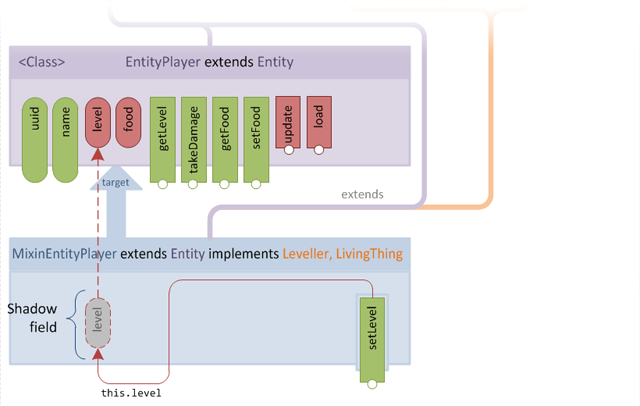 <Class>
EntityPlayer extends Entity
uuid
name
level
food
getLevel
takeDamage
getFood
setFood
update
load
target
extends
MixinEntityPlayer extends Entity implements Leveller, LivingThing
Shadow
field
level
setLevel
this.level